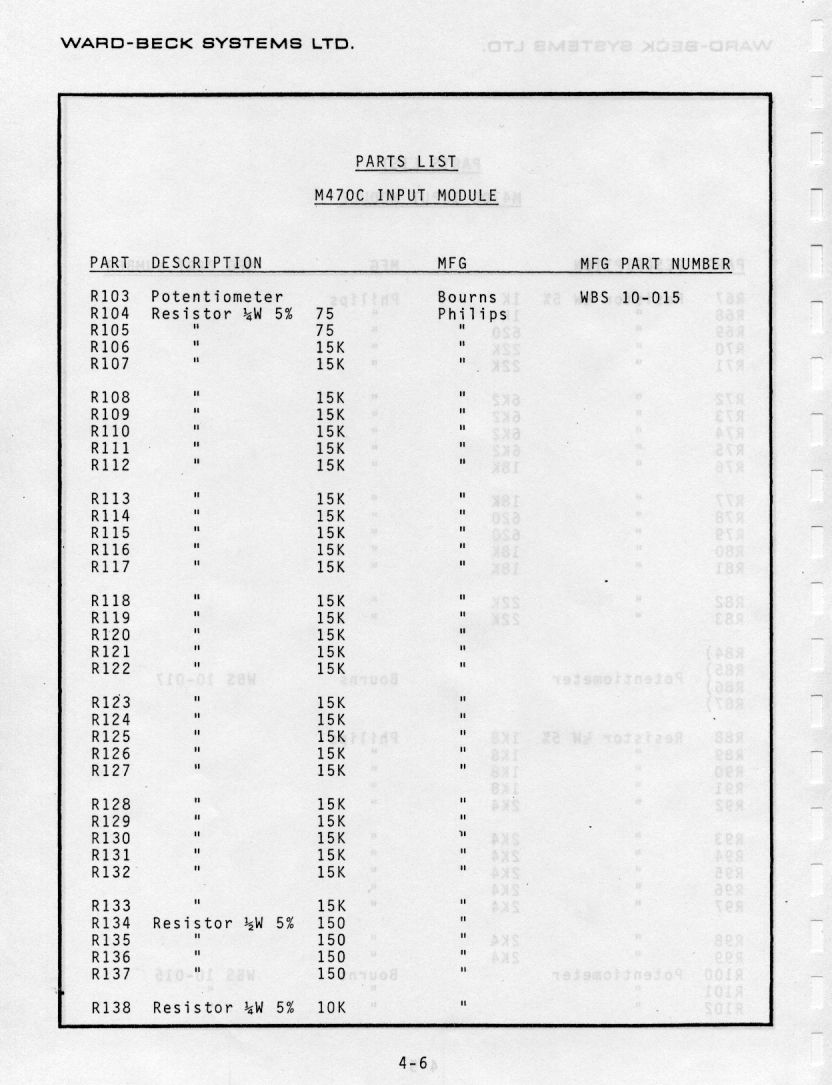 WARD-BECK SYSTEMS LTD.
PARTS LIST
M470C INPUT MODULE
PART DESCRIPTION MFG MFG PART NUMBER
R103 Potentiometer Bourns WBS 10-015
R104 Resistor ¼W 5% 75 Philips
R105 " 75 "
R106 " 15K "
R107 " 15K "
R108 " 15K "
R109 " 15K "
R110 " 15K "
R111 " 15K "
R112 " 15K "
R113 " 15K "
R114 " 15K "
R115 " 15K "
R116 " 15K "
R117 " 15K "
R118 " 15K "
R119 " 15K "
R120 " 15K "
R121 " 15K "
R122 " 15K "
R123 " 15K "
R124 " 15K "
R125 " 15K "
R126 " 15K "
R127 " 15K "
R128 " 15K "
R129 " 15K "
R130 " 15K "
R131 " 15K "
R132 " 15K "
R133 " 15K "
R134 Resistor ½W 5% 150 "
R135 " 150 "
R136 " 150 "
R137 " 150 "
R138 Resistor ¼W 5% 10K "
4-6